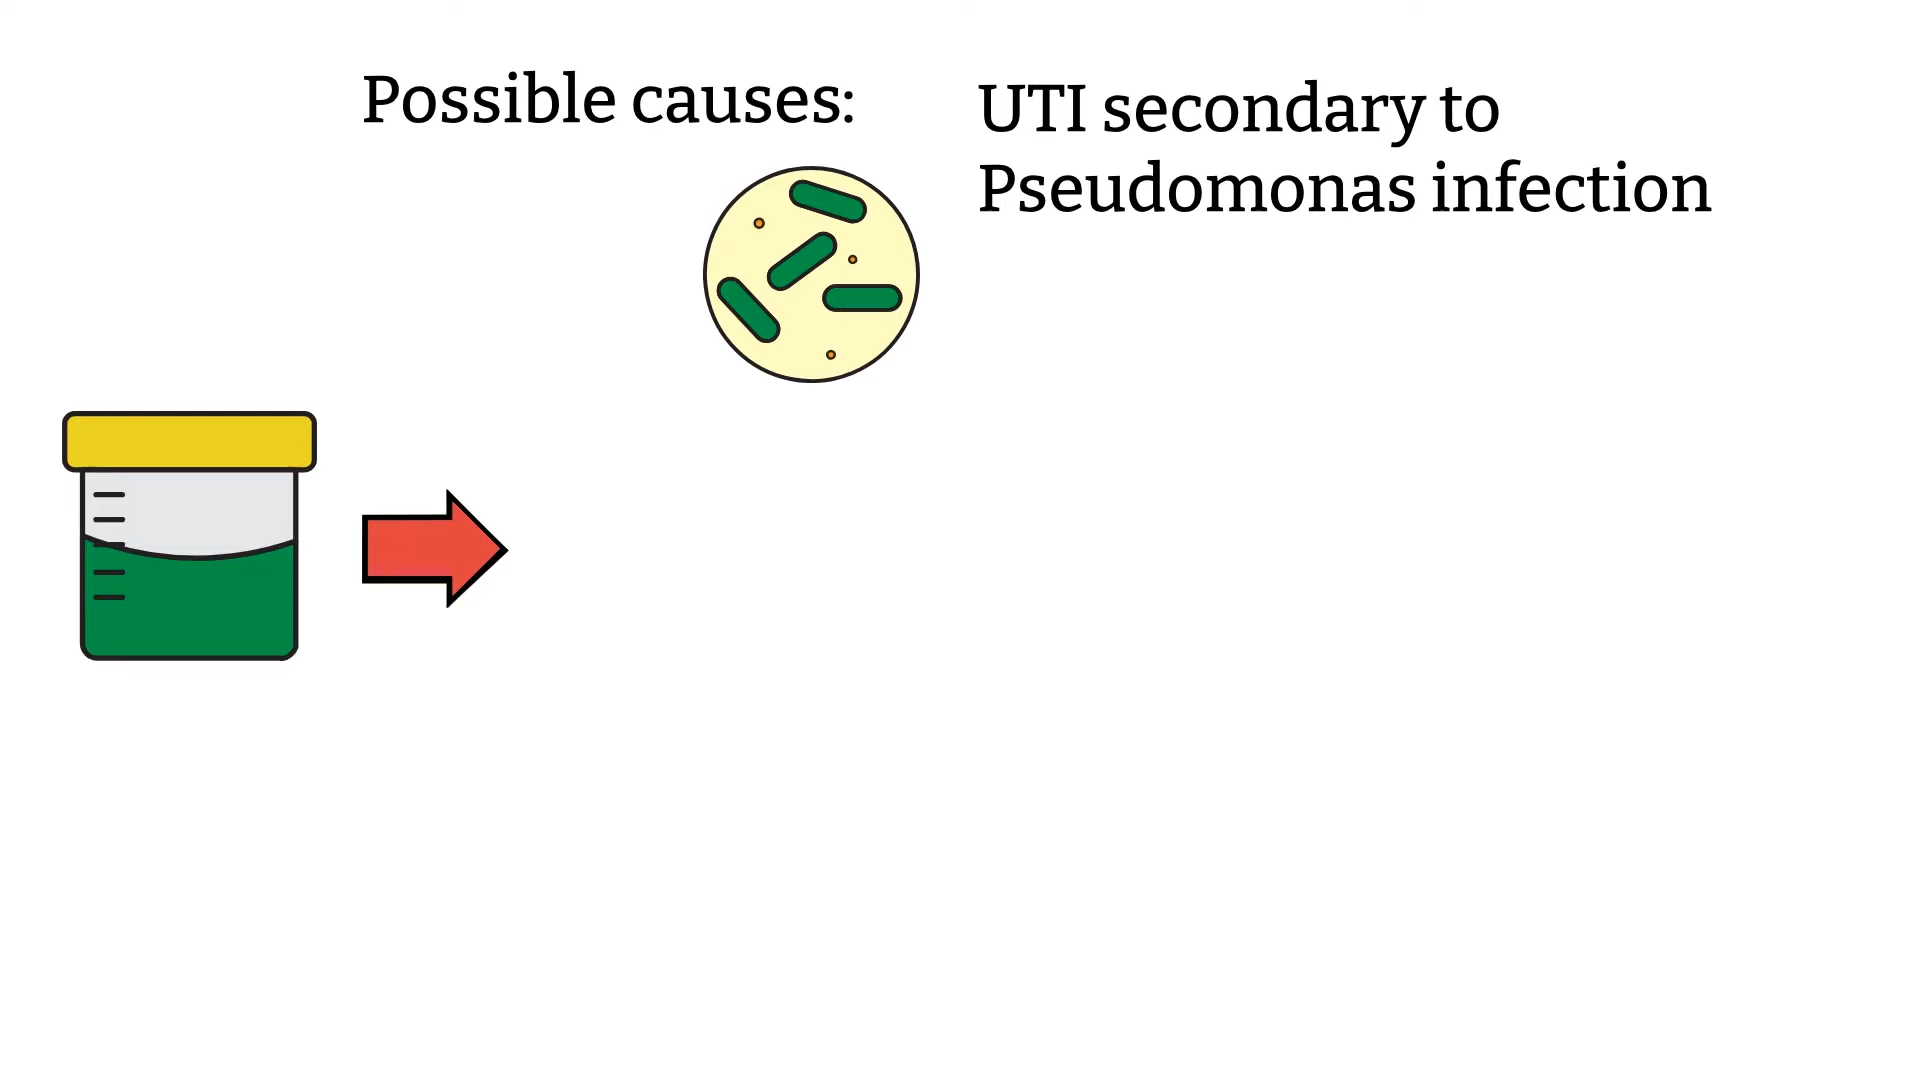 Possible causes:
UTI secondary to
Pseudomonas infection